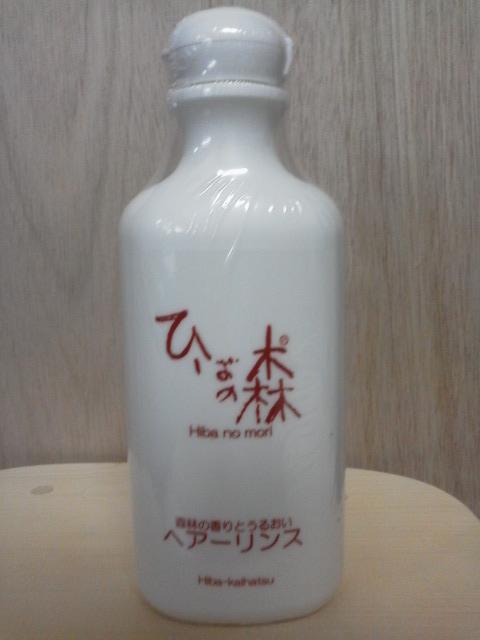 ひばの森
Hiba no mori
森林の香りとうるおい
ヘアーリンス
Hiba-kaihatsu